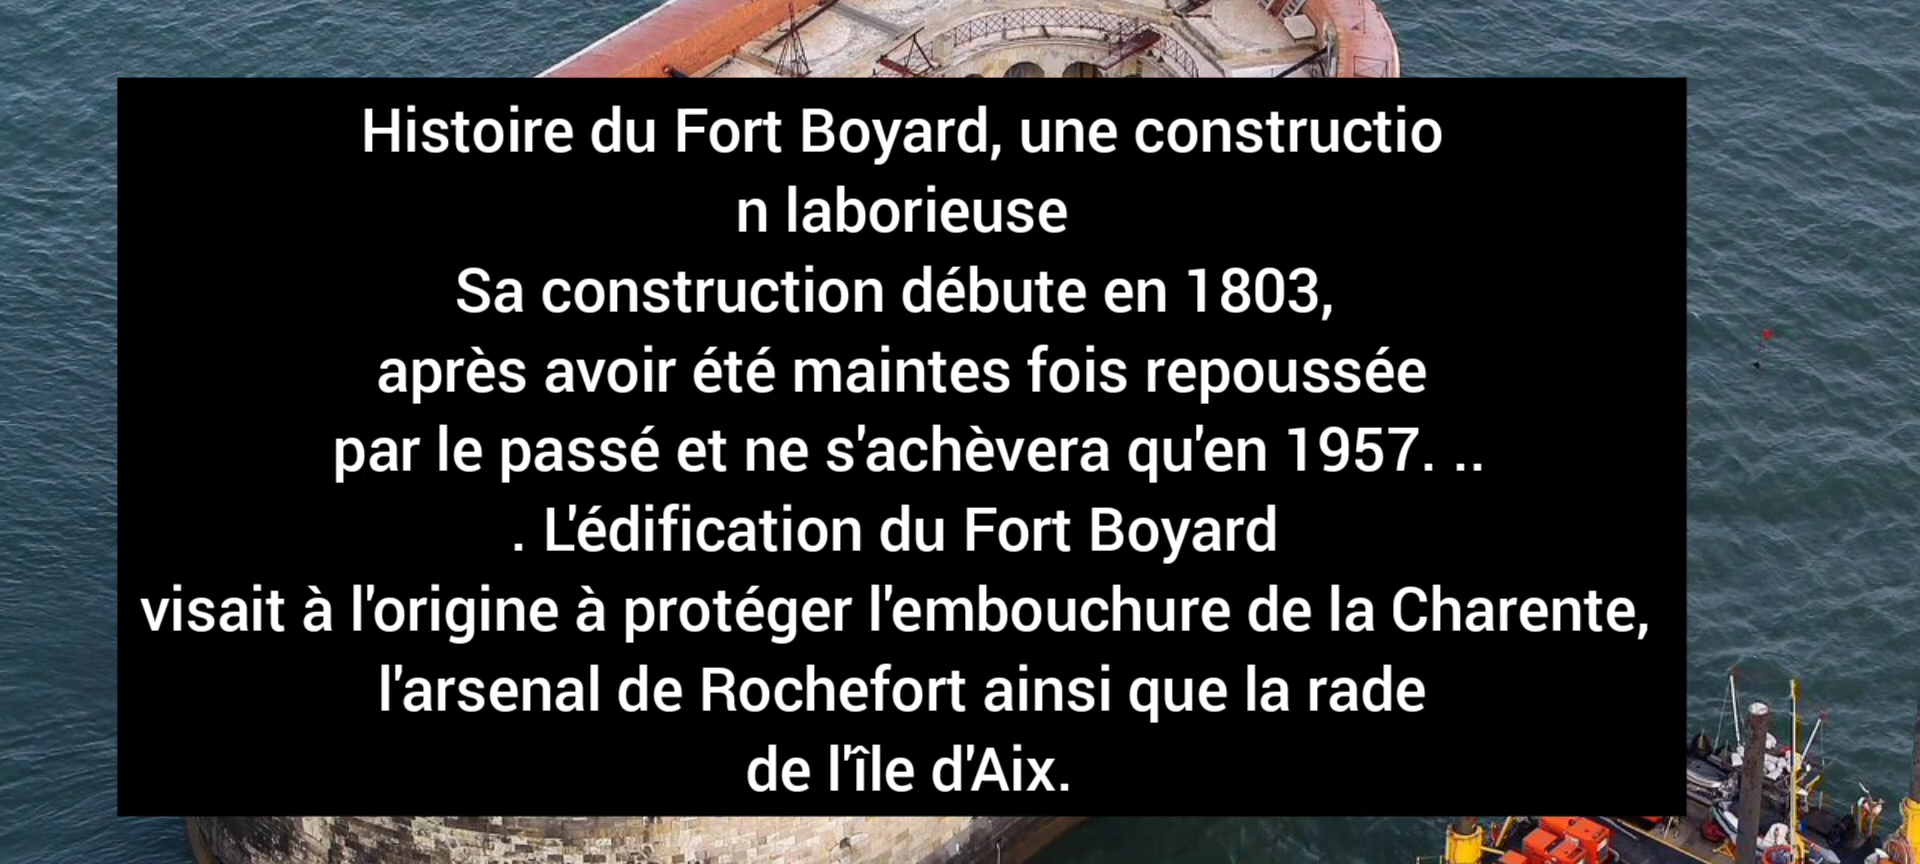 Histoire du Fort Boyard, une constructio
n laborieuse
Sa construction débute en 1803,
après avoir été maintes fois repoussée
par le passé et ne s'achèvera qu'en 1957. ..
. L'édification du Fort Boyard
visait à l'origine à protéger l'embouchure de la Charente,
l'arsenal de Rochefort ainsi que la rade
de l'île d'Aix.